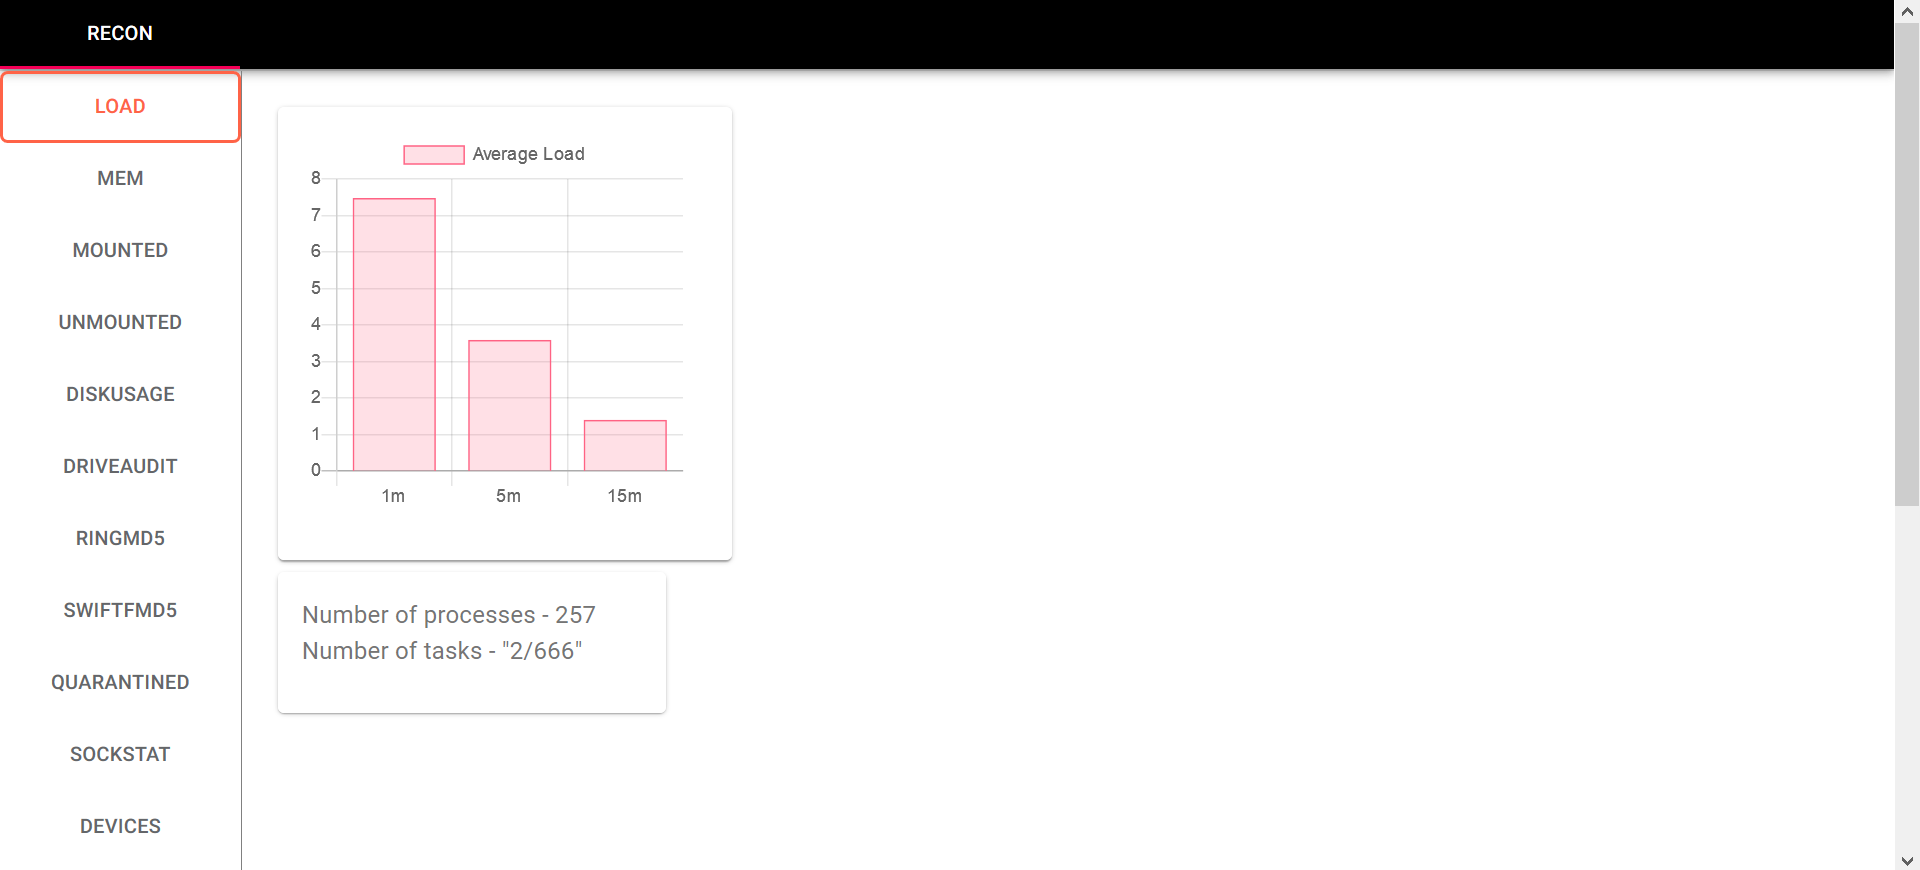 RECON
LOAD
MEM
MOUNTED
UNMOUNTED
DISKUSAGE
DRIVEAUDIT
RINGMD5
SWIFTFMD5
QUARANTINED
SOCKSTAT
DEVICES
Average Load
8
7
6
5
4
3
2
1
0
1m 5m 15m
Number of processes - 257
Number of tasks - "2/666"